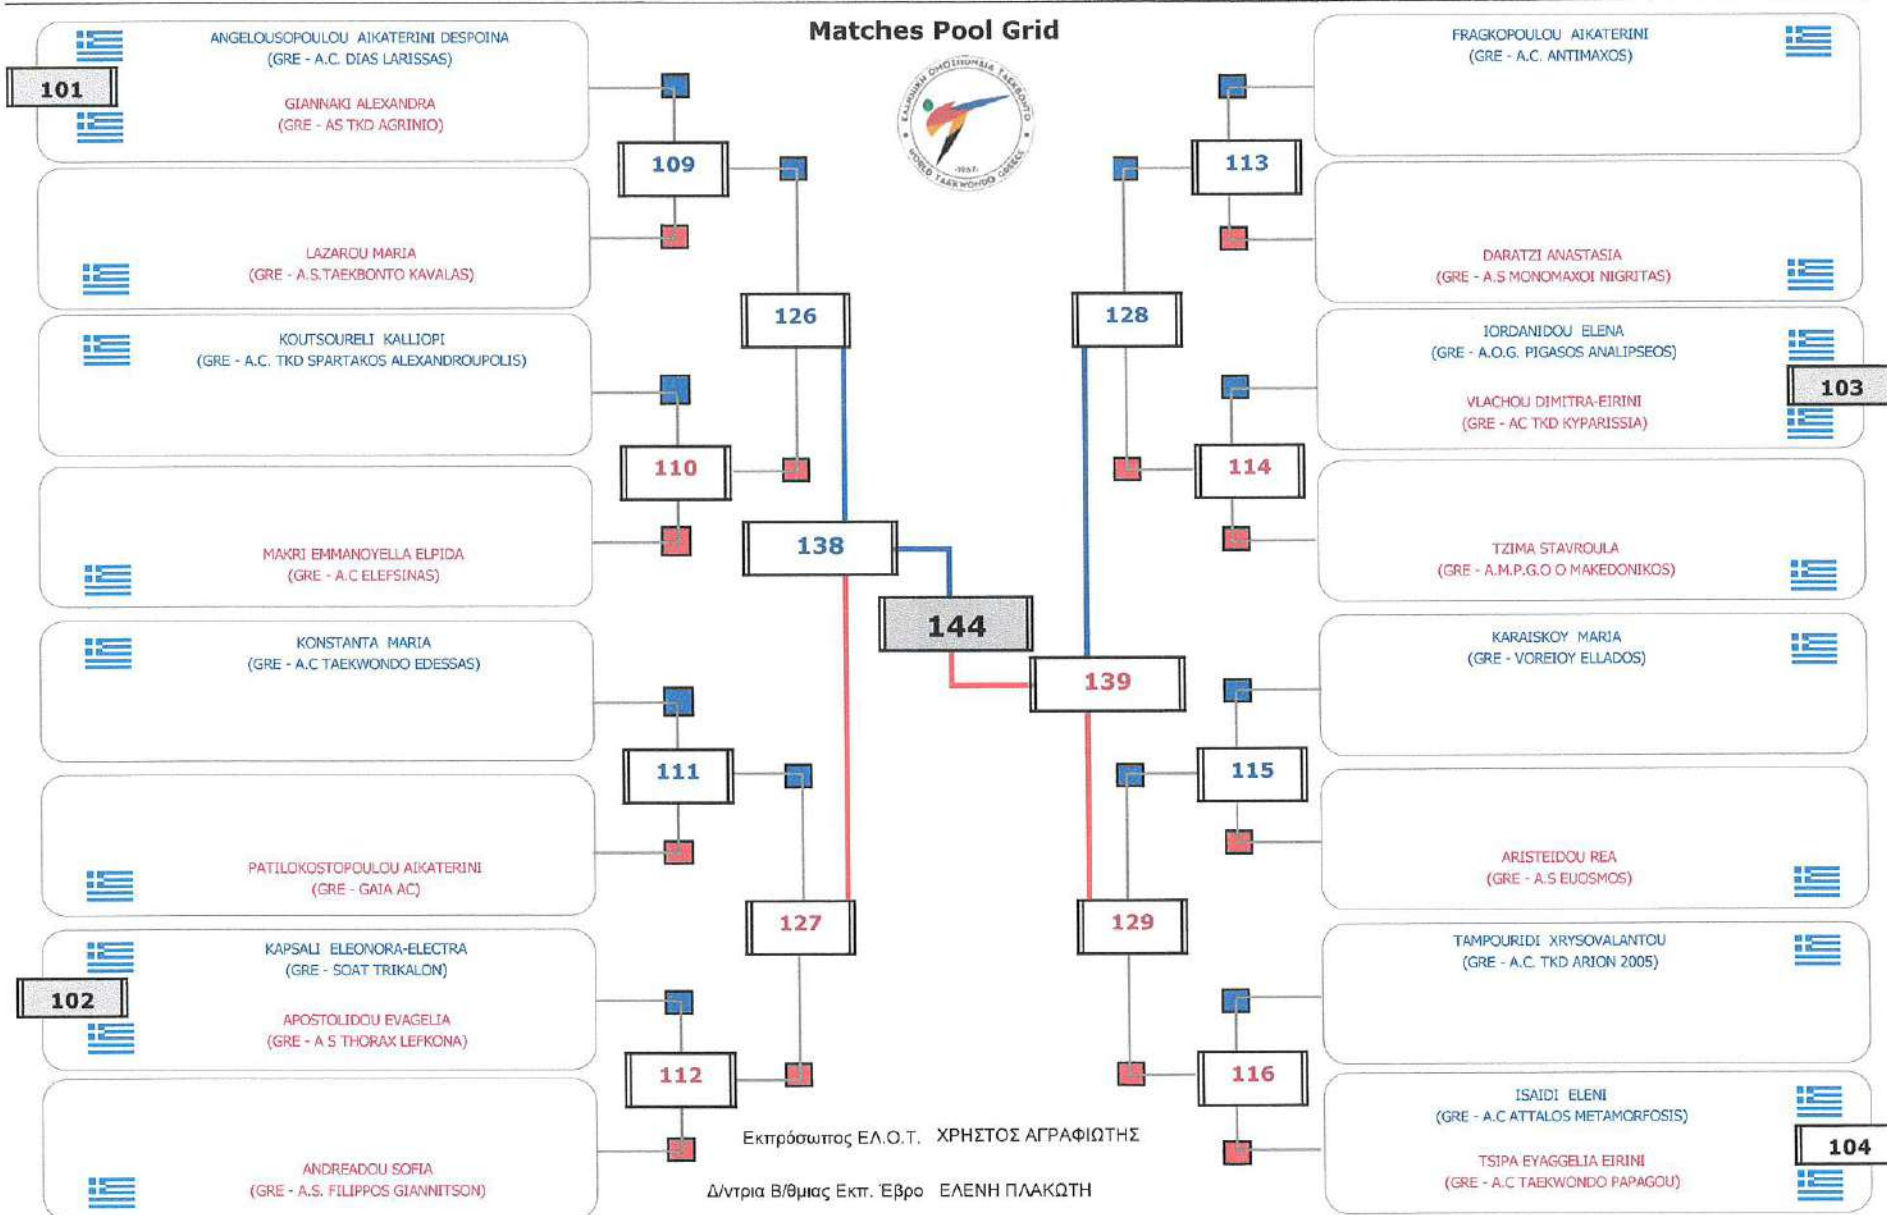 Matches Pool Grid
ΕΛΛΗΝΙΚΗ ΟΜΟΣΠΟΝΔΙΑ ΤΑΕΚΒΟΝΤΟ
WORLD TAEKWONDO GREECE
101
ANGELOUSOPOULOU AIKATERINI DESPOINA
(GRE - A.C. DIAS LARISSAS)
GIANNAKI ALEXANDRA
(GRE - AS TKD AGRINIO)
LAZAROU MARIA
(GRE - A.S.TAEKBONTO KAVALAS)
KOUTSOURELI KALLIOPI
(GRE - A.C. TKD SPARTAKOS ALEXANDROUPOLIS)
MAKRI EMMANOYELLA ELPIDA
(GRE - A.C ELEFSINAS)
KONSTANTA MARIA
(GRE - A.C TAEKWONDO EDESSAS)
PATILOKOSTOPOULOU AIKATERINI
(GRE - GAIA AC)
102
KAPSALI ELEONORA-ELECTRA
(GRE - SOAT TRIKALON)
APOSTOLIDOU EVAGELIA
(GRE - A S THORAX LEFKONA)
ANDREADOU SOFIA
(GRE - A.S. FILIPPOS GIANNITSON)
109
110
111
112
126
127
138
144
139
128
129
113
114
115
116
FRAGKOPOULOU AIKATERINI
(GRE - A.C. ANTIMAXOS)
DARATZI ANASTASIA
(GRE - A.S MONOMAXOI NIGRITAS)
IORDANIDOU ELENA
(GRE - A.O.G. PIGASOS ANALIPSEOS)
103
VLACHOU DIMITRA-EIRINI
(GRE - AC TKD KYPARISSIA)
TZIMA STAVROULA
(GRE - A.M.P.G.O O MAKEDONIKOS)
KARAISKOY MARIA
(GRE - VOREIOY ELLADOS)
ARISTEIDOU REA
(GRE - A.S EUOSMOS)
TAMPOURIDI XRYSOVALANTOU
(GRE - A.C. TKD ARION 2005)
ISAIDI ELENI
(GRE - A.C ATTALOS METAMORFOSIS)
104
TSIPA EYAGGELIA EIRINI
(GRE - A.C TAEKWONDO PAPAGOU)
Εκπρόσωπος ΕΛ.Ο.Τ. ΧΡΗΣΤΟΣ ΑΓΡΑΦΙΩΤΗΣ
Δ/ντρια Β/θμιας Εκπ. Έβρο ΕΛΕΝΗ ΠΛΑΚΩΤΗ